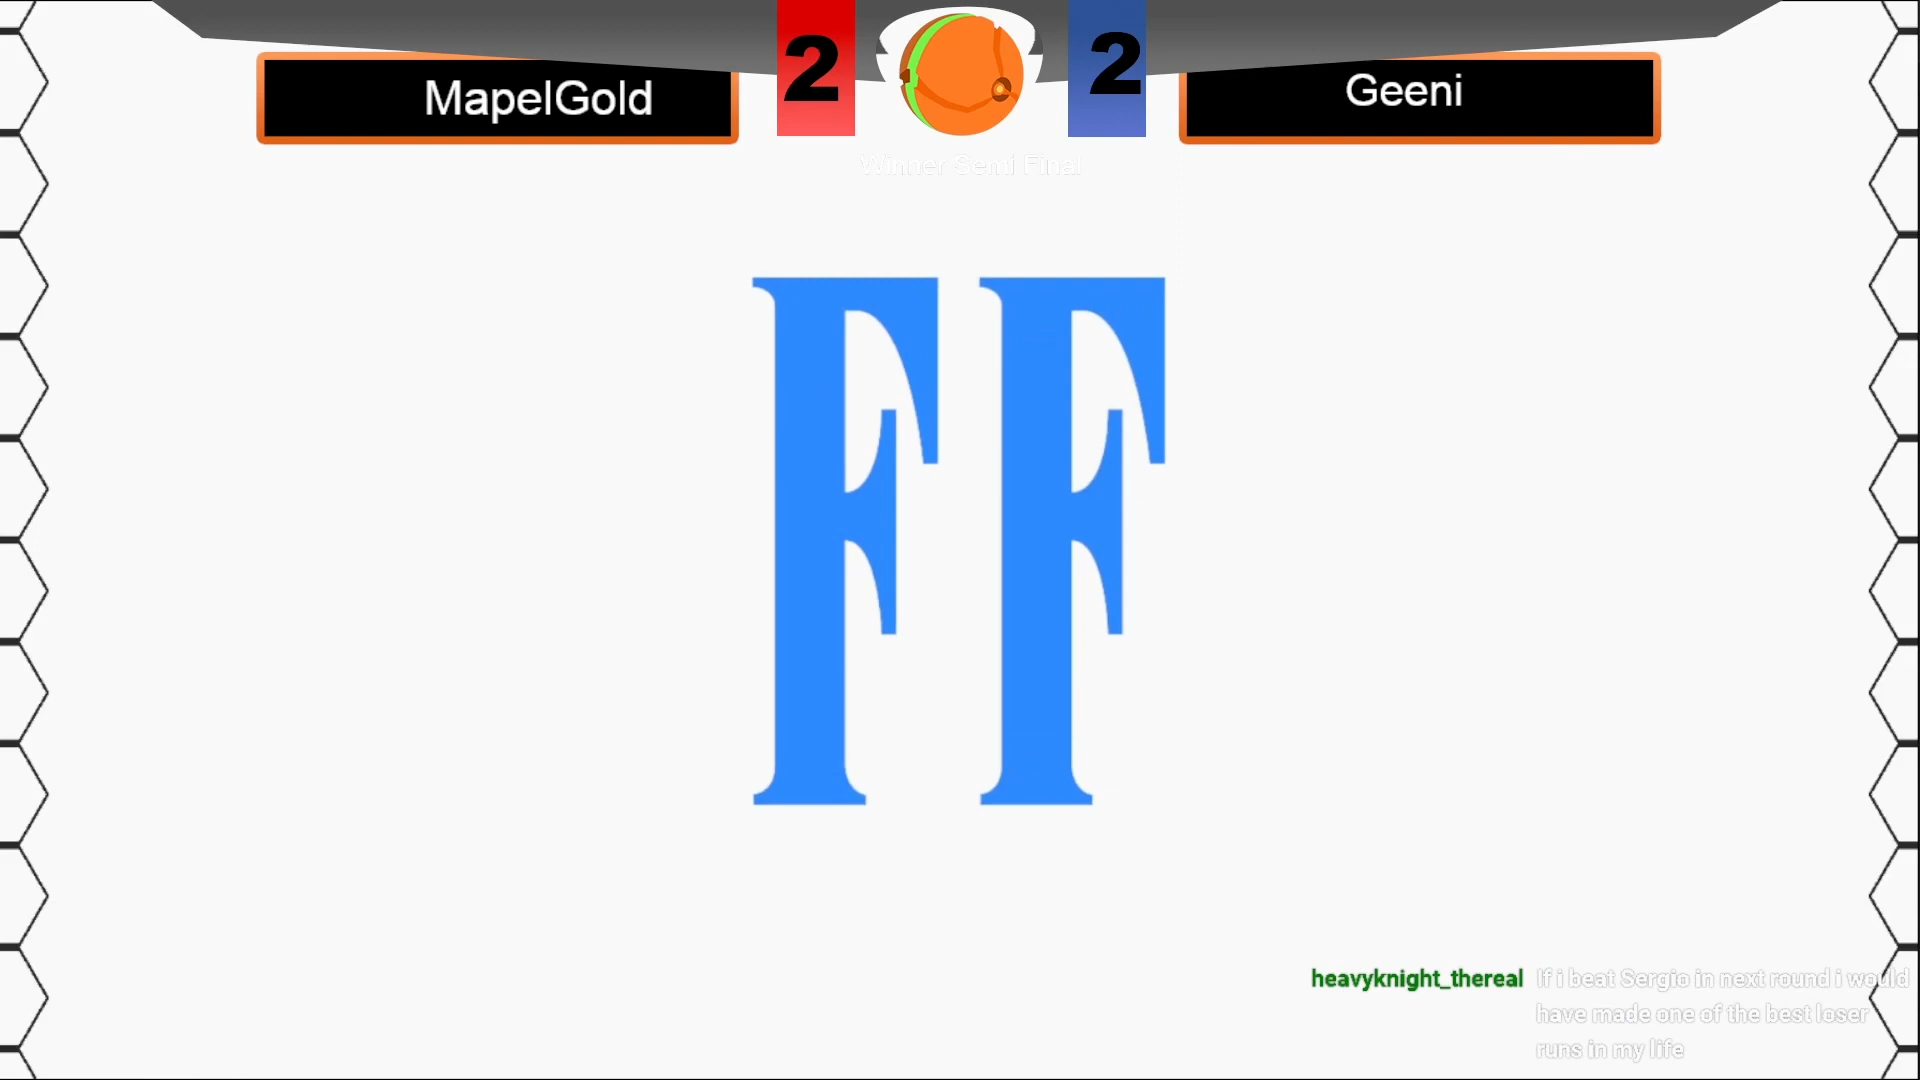 MapelGold
2
2
Geeni
Winner Semi Final
FF
heavyknight_thereal If i beat Sergio in next round i would
have made one of the best loser
runs in my life